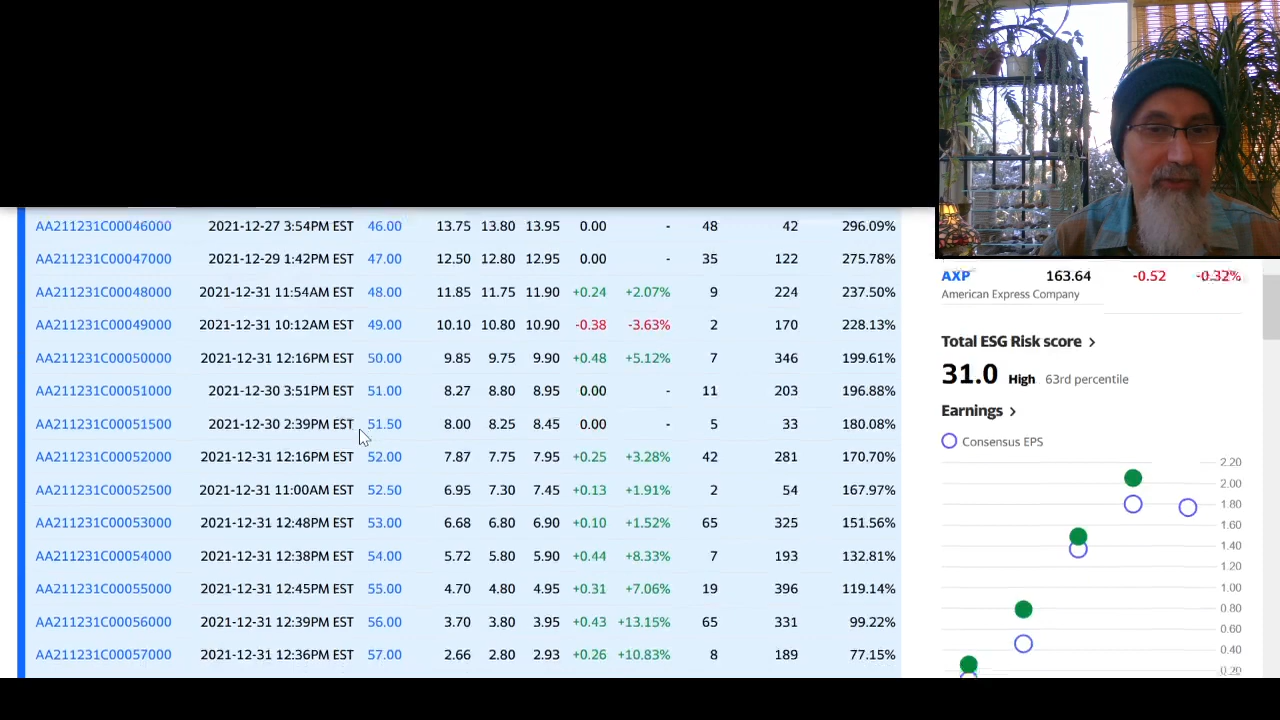 AA211231C00046000 2021-12-27 3:54PM EST 46.00 13.75 13.80 13.95 0.00 - 48 42 296.09%
AA211231C00047000 2021-12-29 1:42PM EST 47.00 12.50 12.80 12.95 0.00 - 35 122 275.78%
AA211231C00048000 2021-12-31 11:54AM EST 48.00 11.85 11.75 11.90 +0.24 +2.07% 9 224 237.50%
AA211231C00049000 2021-12-31 10:12AM EST 49.00 10.10 10.80 10.90 -0.38 -3.63% 2 170 228.13%
AA211231C00050000 2021-12-31 12:16PM EST 50.00 9.85 9.75 9.90 +0.48 +5.12% 7 346 199.61%
AA211231C00051000 2021-12-30 3:51PM EST 51.00 8.27 8.80 8.95 0.00 - 11 203 196.88%
AA211231C00051500 2021-12-30 2:39PM EST 51.50 8.00 8.25 8.45 0.00 - 5 33 180.08%
AA211231C00052000 2021-12-31 12:16PM EST 52.00 7.87 7.75 7.95 +0.25 +3.28% 42 281 170.70%
AA211231C00052500 2021-12-31 11:00AM EST 52.50 6.95 7.30 7.45 +0.13 +1.91% 2 54 167.97%
AA211231C00053000 2021-12-31 12:48PM EST 53.00 6.68 6.80 6.90 +0.10 +1.52% 65 325 151.56%
AA211231C00054000 2021-12-31 12:38PM EST 54.00 5.72 5.80 5.90 +0.44 +8.33% 7 193 132.81%
AA211231C00055000 2021-12-31 12:45PM EST 55.00 4.70 4.80 4.95 +0.31 +7.06% 19 396 119.14%
AA211231C00056000 2021-12-31 12:39PM EST 56.00 3.70 3.80 3.95 +0.43 +13.15% 65 331 99.22%
AA211231C00057000 2021-12-31 12:36PM EST 57.00 2.66 2.80 2.93 +0.26 +10.83% 8 189 77.15%
AXP 163.64 -0.52 -0.32%
American Express Company
Total ESG Risk score
31.0 High 63rd percentile
Earnings
Consensus EPS
2.20
2.00
1.80
1.60
1.40
1.20
1.00
0.80
0.60
0.40
0.20